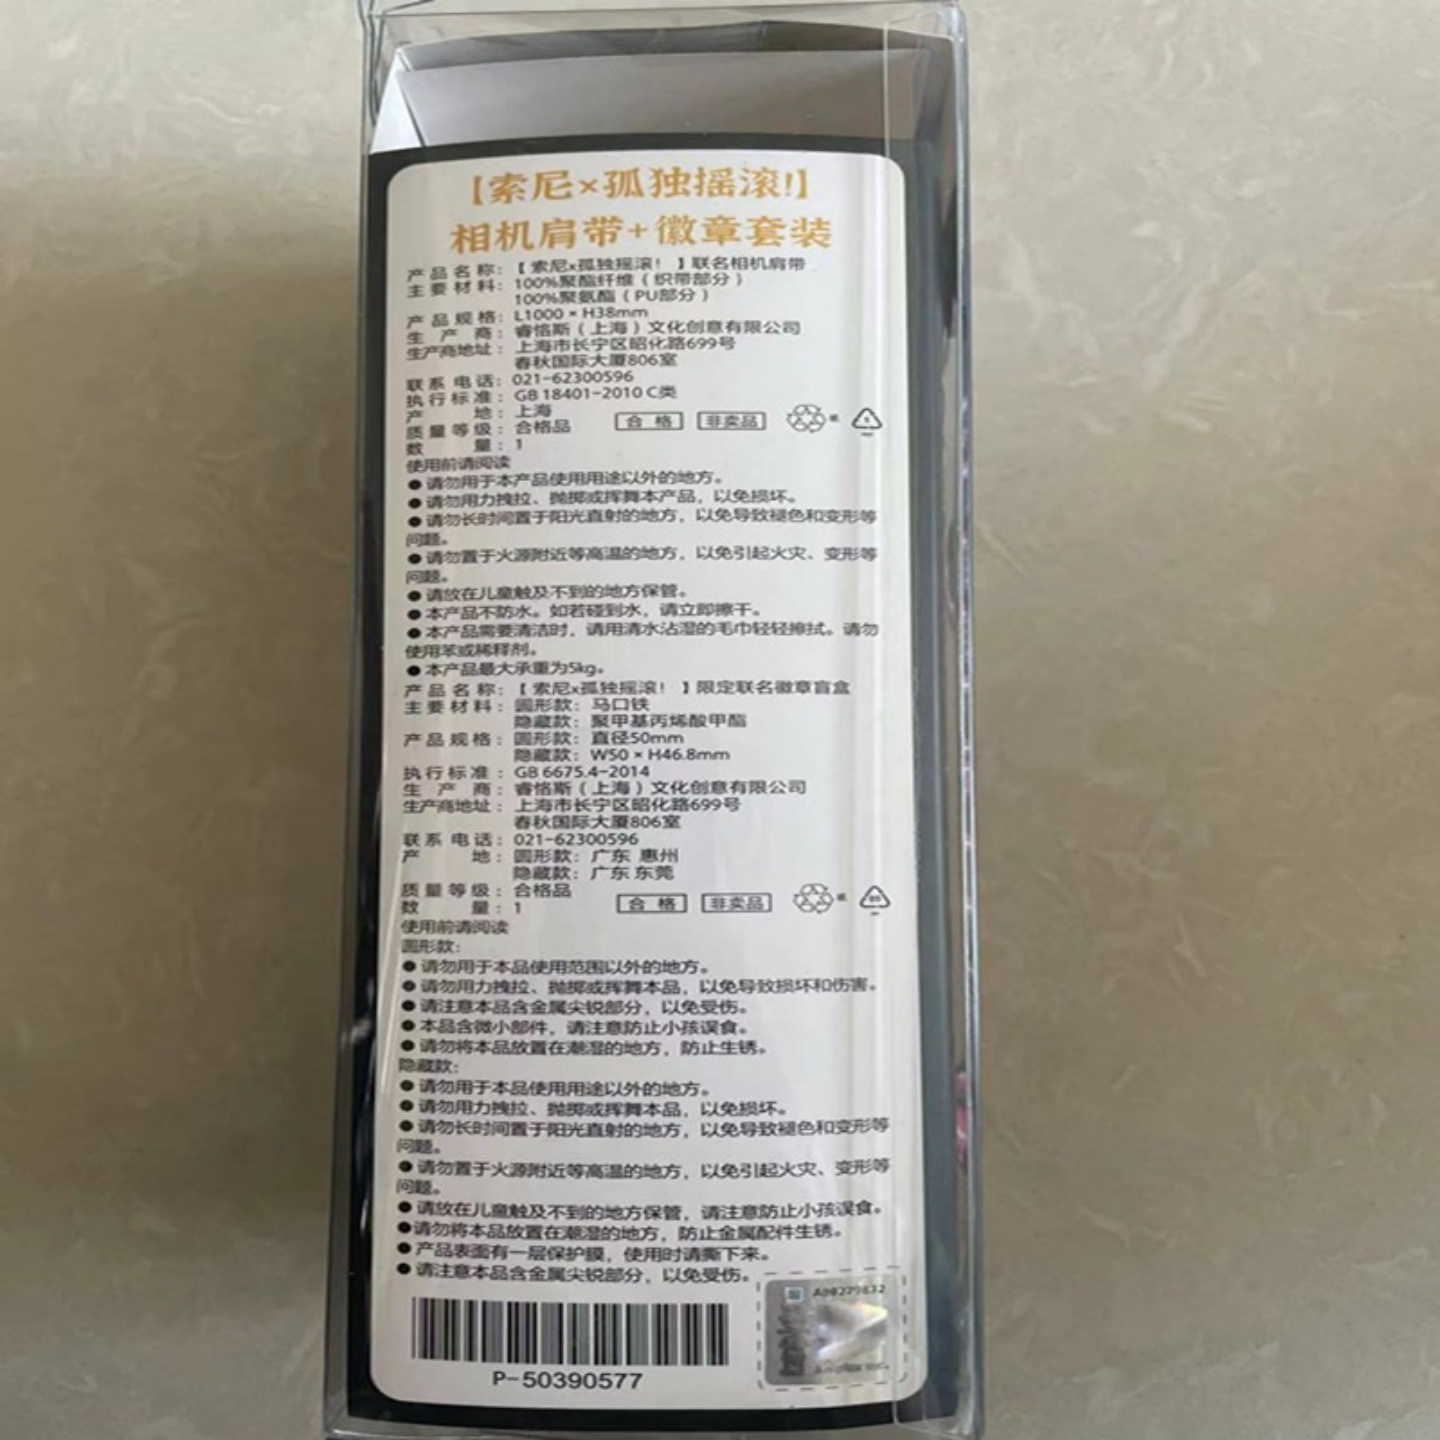 【索尼×孤独摇滚!】
相机肩带+徽章套装
产品名称：【索尼x孤独摇滚！】联名相机肩带
主要材料：100%聚酯纤维（织带部分）
100%聚氨酯（PU部分）
产品规格：L1000×H38mm
生产商：睿恪斯（上海）文化创意有限公司
生产商地址：上海市长宁区昭化路699号
春秋国际大厦806室
联系电话：021-62300596
执行标准：GB 18401-2010 C类
产地：上海
质量等级：合格品 合格 非卖品
数量：1
使用前请阅读
●请勿用于本产品使用用途以外的地方。
●请勿用力拽拉、抛掷或挥舞本产品，以免损坏。
●请勿长时间置于阳光直射的地方，以免导致褪色和变形等
问题。
●请勿置于火源附近等高温的地方，以免引起火灾、变形等
问题。
●请放在儿童触及不到的地方保管。
●本产品不防水。如若碰到水，请立即擦干。
●本产品需要清洁时，请用清水沾湿的毛巾轻轻擦拭。请勿
使用苯或稀释剂。
●本产品最大承重为5kg。
产品名称：【索尼x孤独摇滚！】限定联名徽章盲盒
主要材料：圆形款：马口铁
隐藏款：聚甲基丙烯酸甲酯
产品规格：圆形款：直径50mm
隐藏款：W50×H46.8mm
执行标准：GB 6675.4-2014
生产商：睿恪斯（上海）文化创意有限公司
生产商地址：上海市长宁区昭化路699号
春秋国际大厦806室
联系电话：021-62300596
产地：圆形款：广东 惠州
隐藏款：广东 东莞
质量等级：合格品
数量：1 合格 非卖品
使用前请阅读
圆形款：
●请勿用于本品使用范围以外的地方。
●请勿用力拽拉、抛掷或挥舞本品，以免导致损坏和伤害。
●请注意本品含金属尖锐部分，以免受伤。
●本品含微小部件，请注意防止小孩误食。
●请勿将本品放置在潮湿的地方，防止生锈。
隐藏款：
●请勿用于本品使用用途以外的地方。
●请勿用力拽拉、抛掷或挥舞本品，以免损坏。
●请勿长时间置于阳光直射的地方，以免导致褪色和变形等
问题。
●请勿置于火源附近等高温的地方，以免引起火灾、变形等
问题。
●请放在儿童触及不到的地方保管，请注意防止小孩误食。
●请勿将本品放置在潮湿的地方，防止金属配件生锈。
●产品表面有一层保护膜，使用时请撕下来。
●请注意本品含金属尖锐部分，以免受伤。
P-50390577